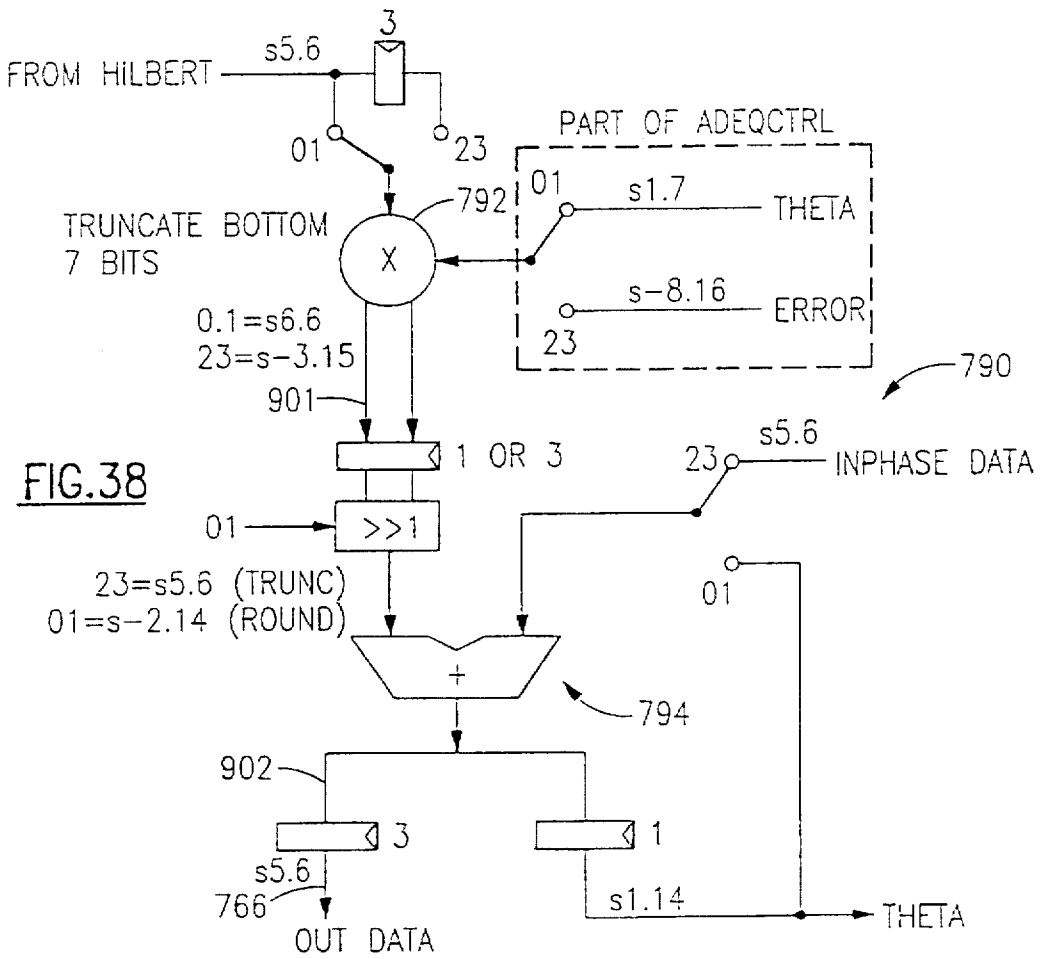 3
s5.6
FROM HiLBERT
01
23
PART OF ADEQCTRL
792
01
s1.7
THETA
TRUNCATE BOTTOM
7 BITS
X
s-8.16
ERROR
23
0.1=s6.6
23=s-3.15
901
790
1 OR 3
23
s5.6
INPHASE DATA
FIG.38
01
>>1
01
23=s5.6 (TRUNC)
01=s-2.14 (ROUND)
+
794
902
3
1
s5.6
766
s1.14
THETA
OUT DATA